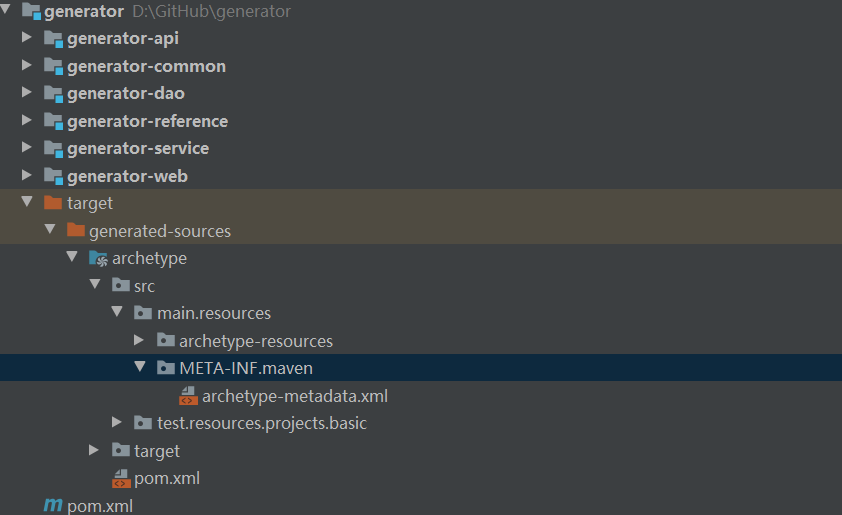 generator D:\GitHub\generator
generator-api
generator-common
generator-dao
generator-reference
generator-service
generator-web
target
generated-sources
archetype
src
main.resources
archetype-resources
META-INF.maven
archetype-metadata.xml
test.resources.projects.basic
target
pom.xml
m pom.xml